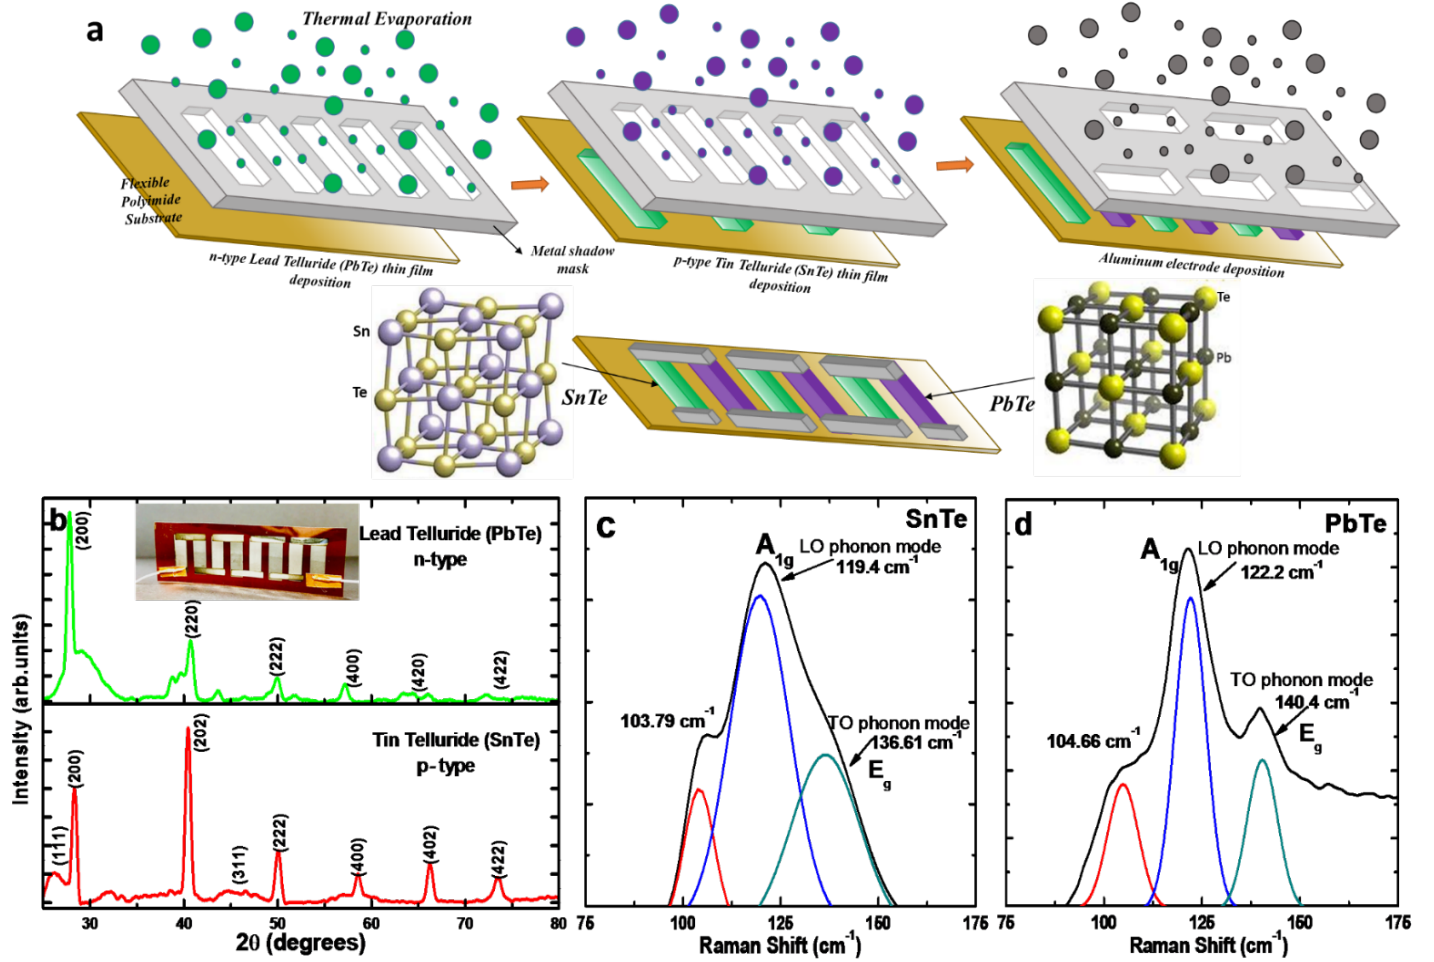 a
Thermal Evaporation
Flexible
Polyimide
Substrate
n-type Lead Telluride (PbTe) thin film
deposition
Metal shadow
mask
p-type Tin Telluride (SnTe) thin film
deposition
Aluminum electrode deposition
Sn
Te
SnTe
PbTe
Te
Pb
b
Lead Telluride (PbTe)
n-type
(200)
(220)
(222)
(400)
(420)
(422)
Tin Telluride (SnTe)
p-type
(111)
(200)
(202)
(311)
(222)
(400)
(402)
(422)
Intensity (arb.units)
30 40 50 60 70 80
2θ (degrees)
c
SnTe
A1g
LO phonon mode
119.4 cm-1
103.79 cm-1
TO phonon mode
136.61 cm-1
Eg
75 100 125 150 175
Raman Shift (cm-1)
d
PbTe
A1g
LO phonon mode
122.2 cm-1
TO phonon mode
140.4 cm-1
104.66 cm-1
Eg
75 100 125 150 175
Raman Shift (cm-1)